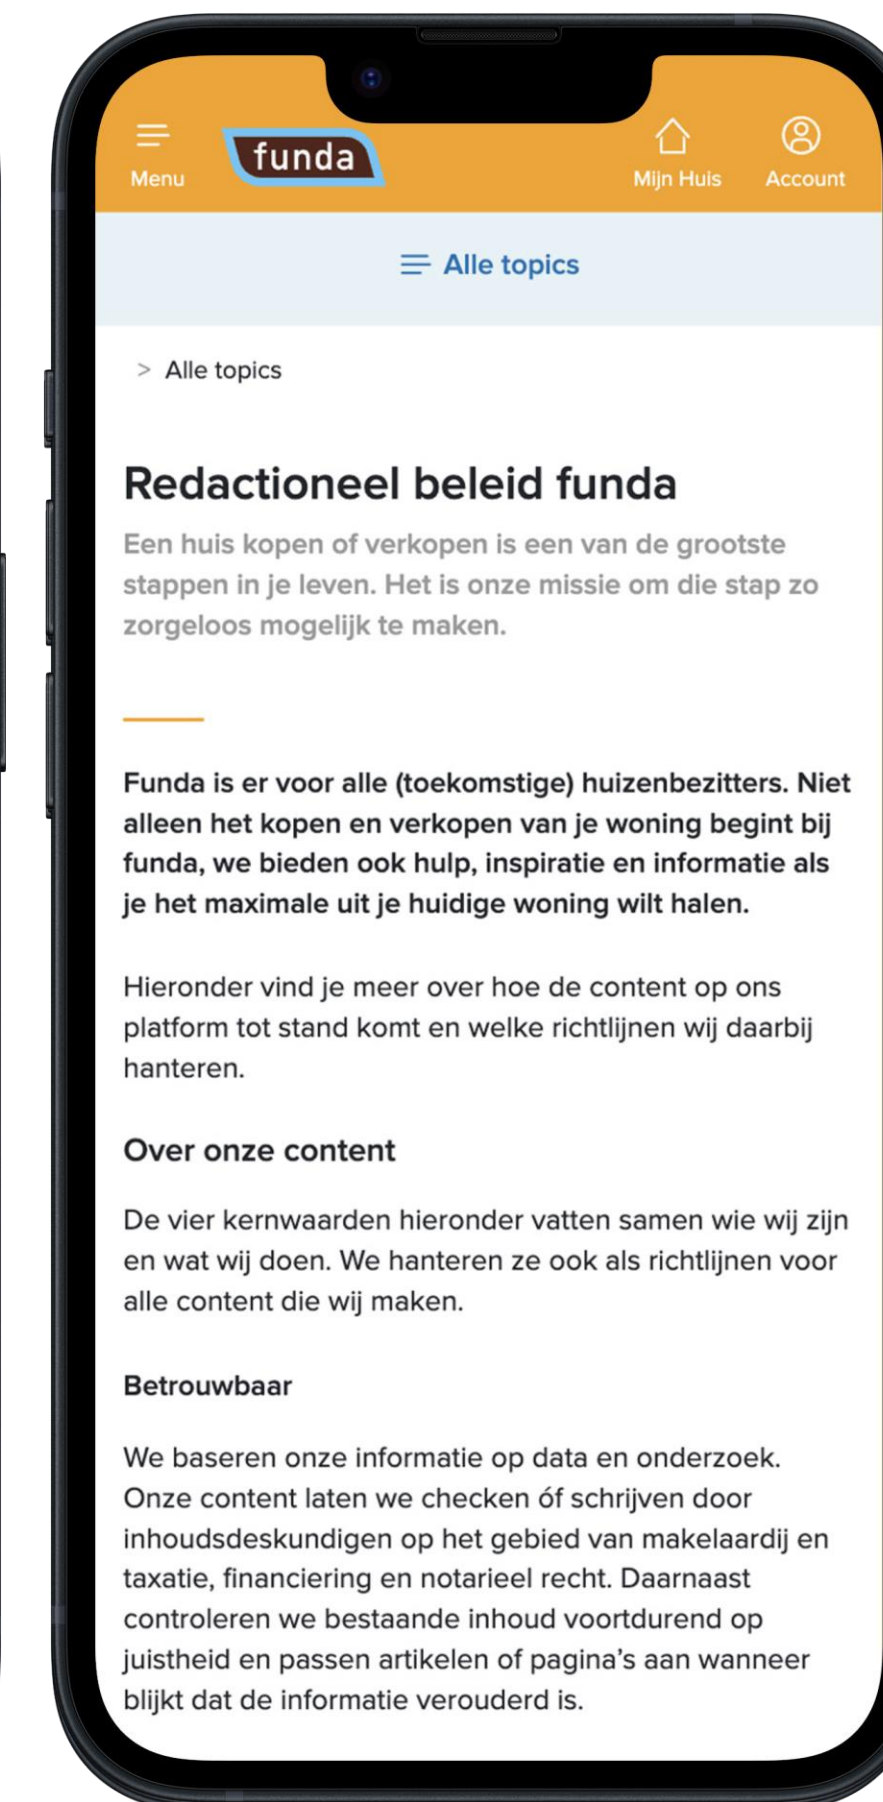 Menu
funda
Mijn Huis
Account
Alle topics
> Alle topics
Redactioneel beleid funda
Een huis kopen of verkopen is een van de grootste
stappen in je leven. Het is onze missie om die stap zo
zorgeloos mogelijk te maken.
Funda is er voor alle (toekomstige) huizenbezitters. Niet
alleen het kopen en verkopen van je woning begint bij
funda, we bieden ook hulp, inspiratie en informatie als
je het maximale uit je huidige woning wilt halen.
Hieronder vind je meer over hoe de content op ons
platform tot stand komt en welke richtlijnen wij daarbij
hanteren.
Over onze content
De vier kernwaarden hieronder vatten samen wie wij zijn
en wat wij doen. We hanteren ze ook als richtlijnen voor
alle content die wij maken.
Betrouwbaar
We baseren onze informatie op data en onderzoek.
Onze content laten we checken óf schrijven door
inhoudsdeskundigen op het gebied van makelaardij en
taxatie, financiering en notarieel recht. Daarnaast
controleren we bestaande inhoud voortdurend op
juistheid en passen artikelen of pagina's aan wanneer
blijkt dat de informatie verouderd is.